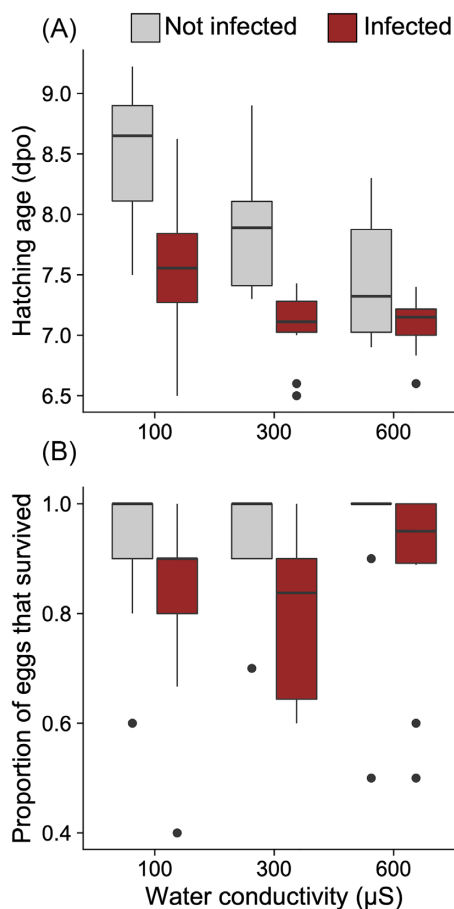 (A) Not infected Infected
Hatching age (dpo)
9.0
8.5
8.0
7.5
7.0
6.5
100 300 600
(B)
Proportion of eggs that survived
1.0
0.8
0.6
0.4
100 300 600
Water conductivity (µS)